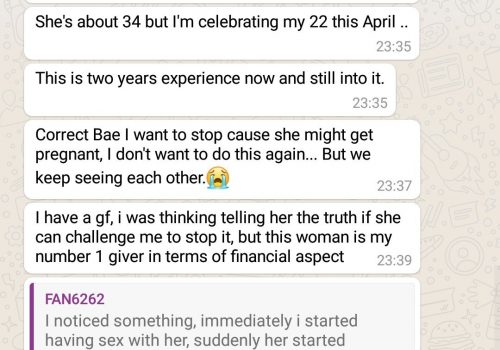 She's about 34 but I'm celebrating my 22 this April ..
23:35
This is two years experience now and still into it.
23:35
Correct Bae I want to stop cause she might get
pregnant, I don't want to do this again... But we
keep seeing each other.😭
23:37
I have a gf, i was thinking telling her the truth if she
can challenge me to stop it, but this woman is my
number 1 giver in terms of financial aspect
23:39
FAN6262
I noticed something, immediately i started
having sex with her, suddenly her started